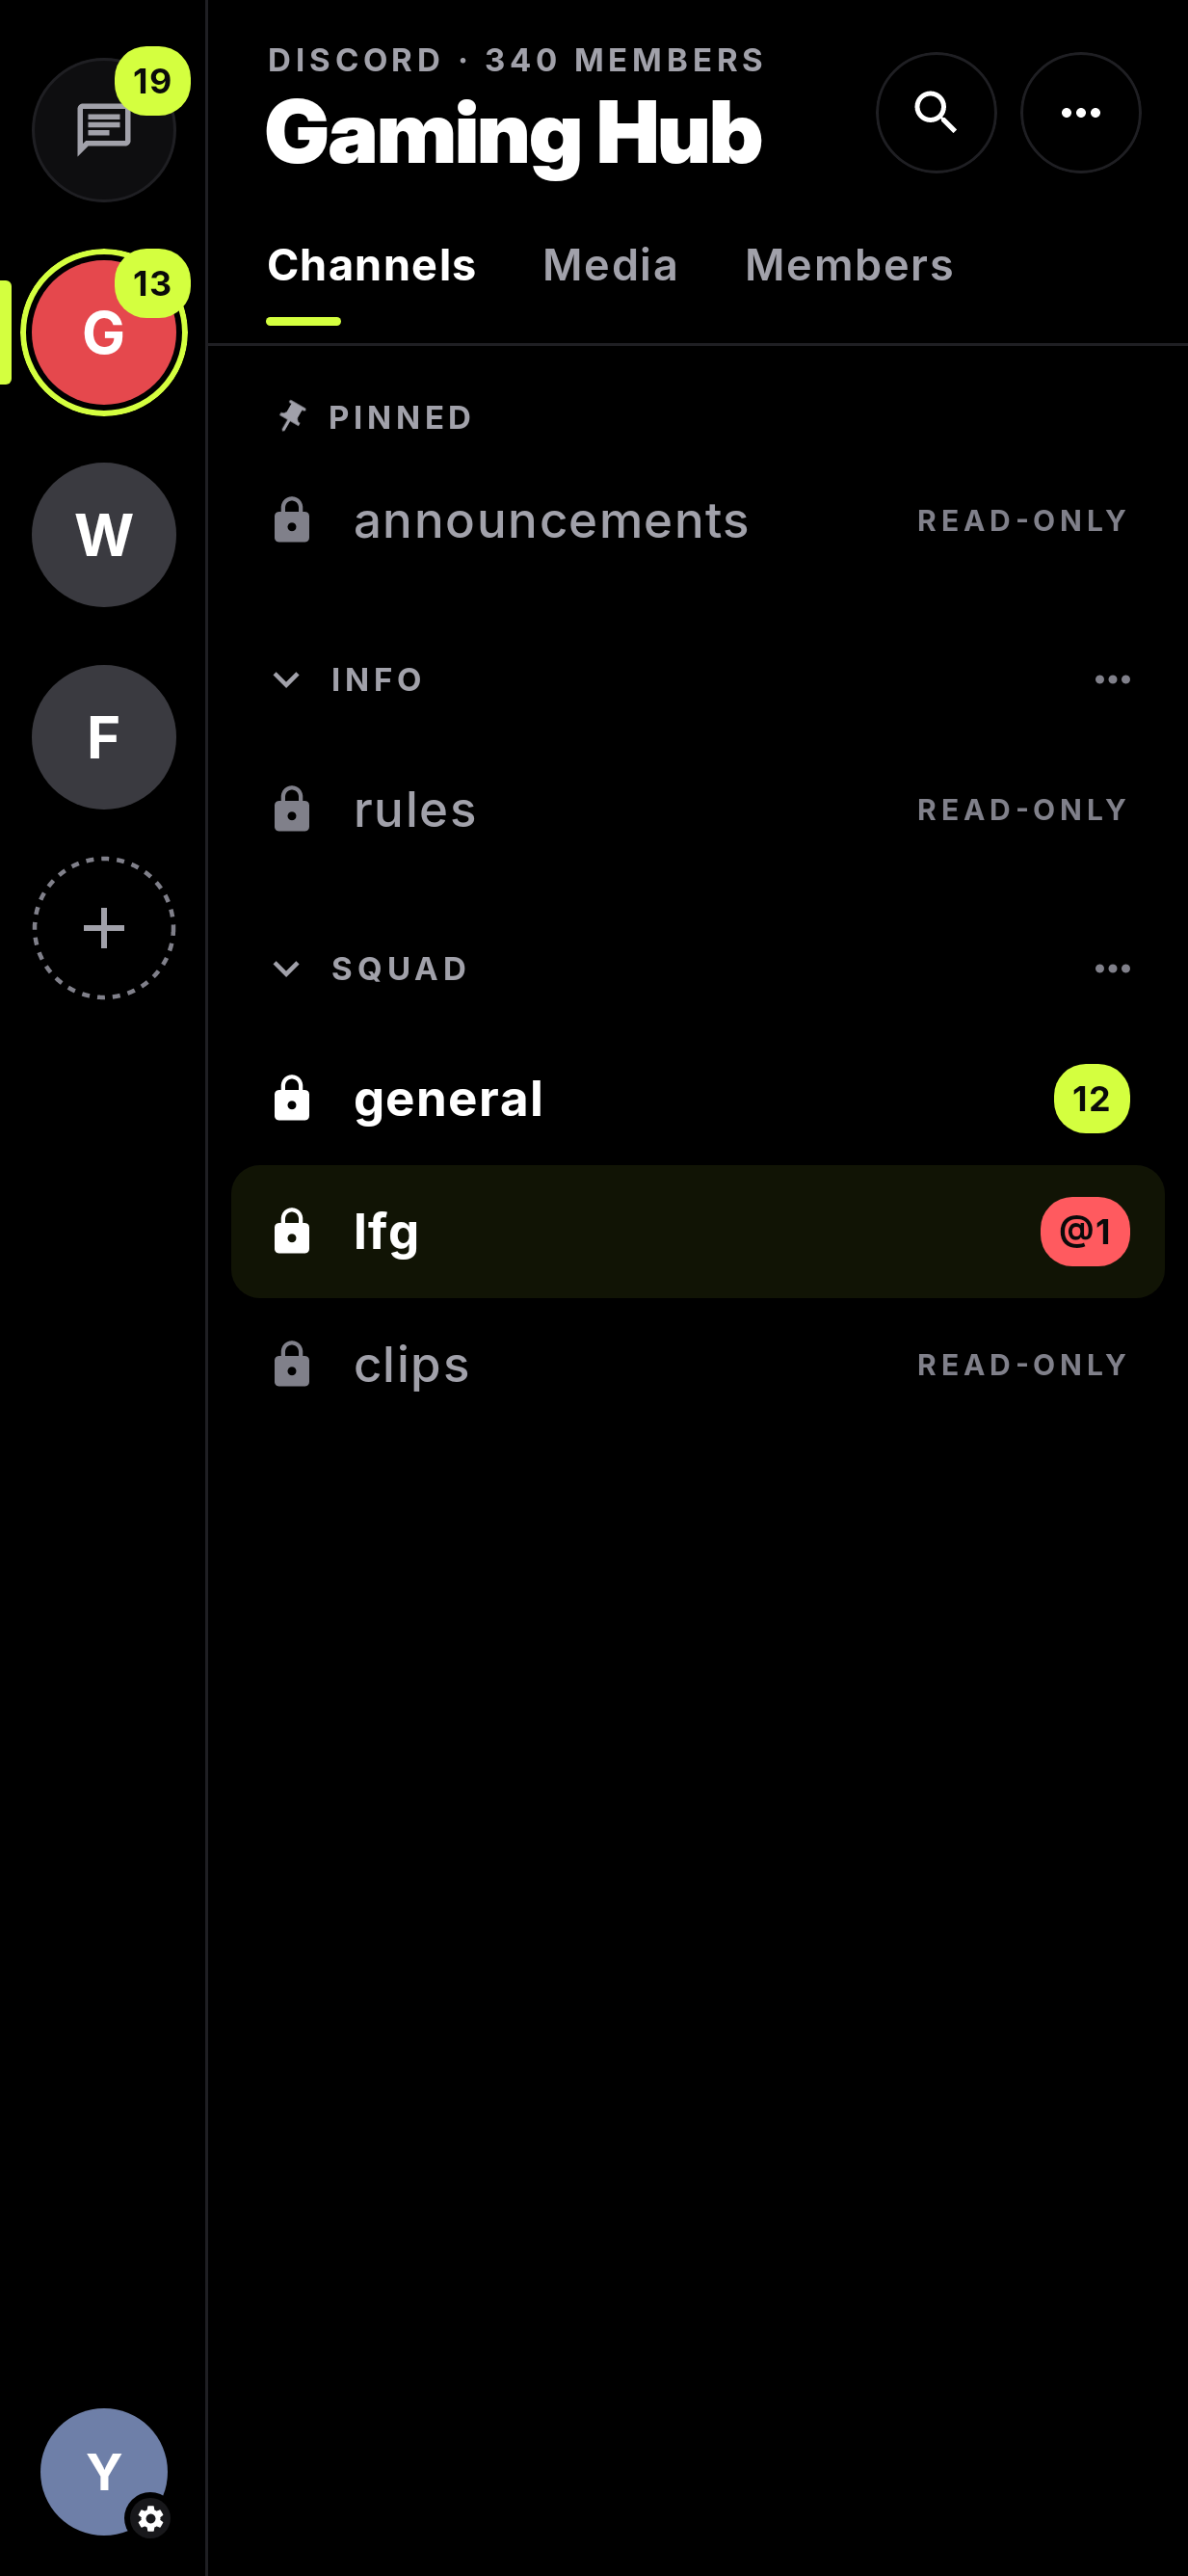 19
13
G
W
F
Y
DISCORD · 340 MEMBERS
Gaming Hub
Channels Media Members
PINNED
announcements READ-ONLY
INFO
rules READ-ONLY
SQUAD
general 12
lfg @1
clips READ-ONLY